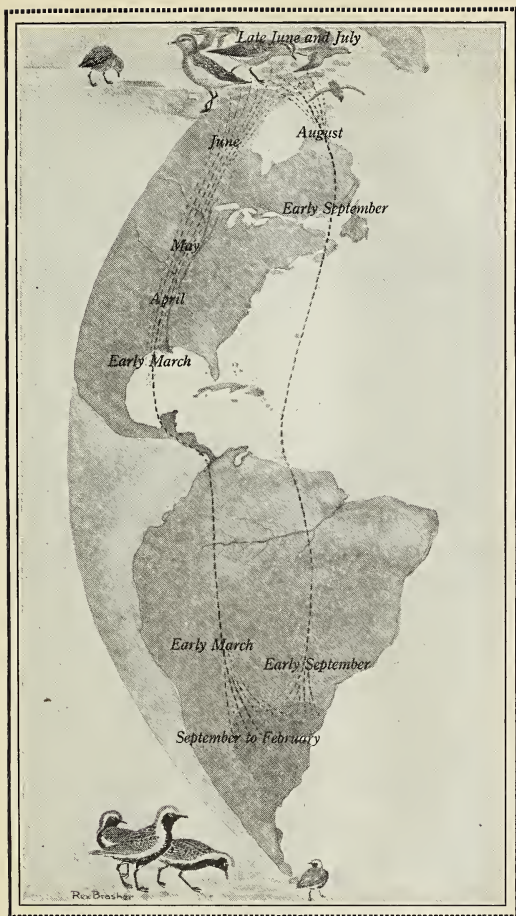 Late June and July
June
August
Early September
May
April
Early March
Early March
Early September
September to February
Rex Brasher